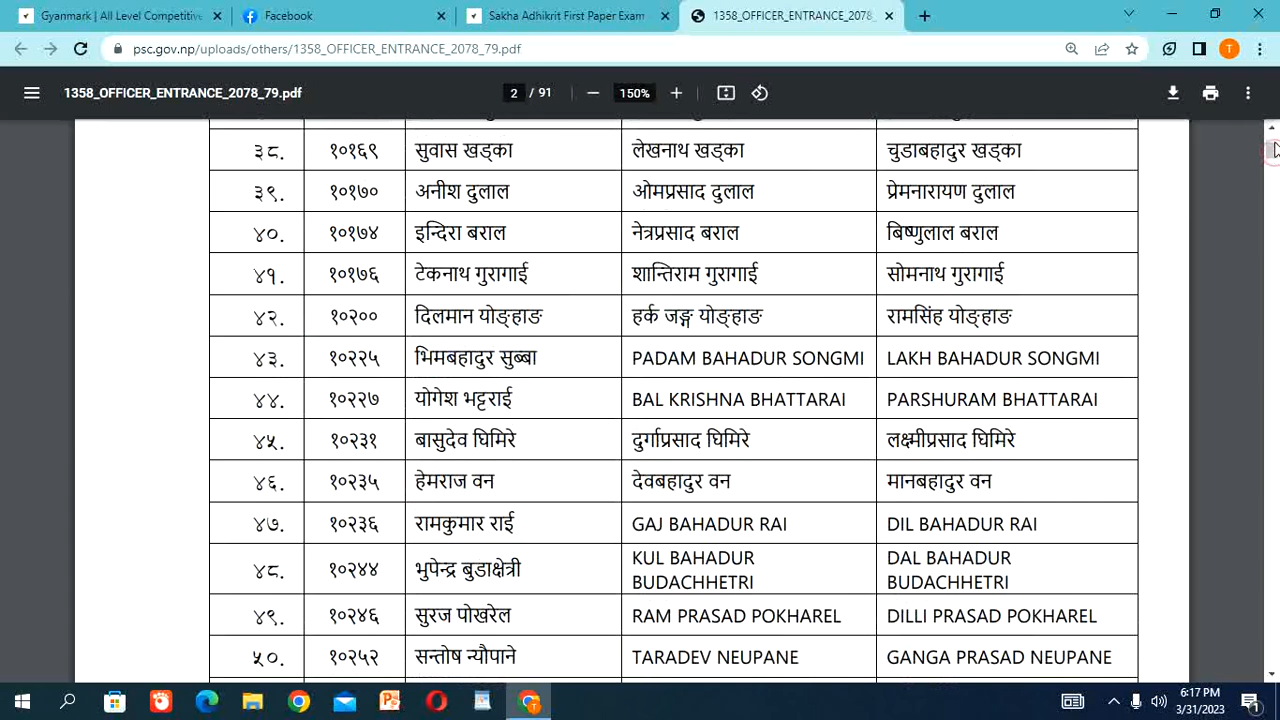 Gyanmark | All Level Competitive
Facebook
Sakha Adhikrit First Paper Exam
1358_OFFICER_ENTRANCE_2078_
psc.gov.np/uploads/others/1358_OFFICER_ENTRANCE_2078_79.pdf
T
1358_OFFICER_ENTRANCE_2078_79.pdf
2 / 91
150%
३८. १०१६९ सुवास खड्का लेखनाथ खड्का चुडाबहादुर खड्का
३९. १०१७० अनीश दुलाल ओमप्रसाद दुलाल प्रेमनारायण दुलाल
४०. १०१७४ इन्दिरा बराल नेत्रप्रसाद बराल बिष्णुलाल बराल
४१. १०१७६ टेकनाथ गुरागाई शान्तिराम गुरागाई सोमनाथ गुरागाई
४२. १०२०० दिलमान योङ्हाङ हर्क जङ्ग योङ्हाङ रामसिंह योङ्हाङ
४३. १०२२५ भिमबहादुर सुब्बा PADAM BAHADUR SONGMI LAKH BAHADUR SONGMI
४४. १०२२७ योगेश भट्टराई BAL KRISHNA BHATTARAI PARSHURAM BHATTARAI
४५. १०२३१ बासुदेव घिमिरे दुर्गाप्रसाद घिमिरे लक्ष्मीप्रसाद घिमिरे
४६. १०२३५ हेमराज वन देवबहादुर वन मानबहादुर वन
४७. १०२३६ रामकुमार राई GAJ BAHADUR RAI DIL BAHADUR RAI
४८. १०२४४ भुपेन्द्र बुडाक्षेत्री KUL BAHADUR BUDACHHETRI DAL BAHADUR BUDACHHETRI
४९. १०२४६ सुरज पोखरेल RAM PRASAD POKHAREL DILLI PRASAD POKHAREL
५०. १०२५२ सन्तोष न्यौपाने TARADEV NEUPANE GANGA PRASAD NEUPANE
6:17 PM
3/31/2023
1